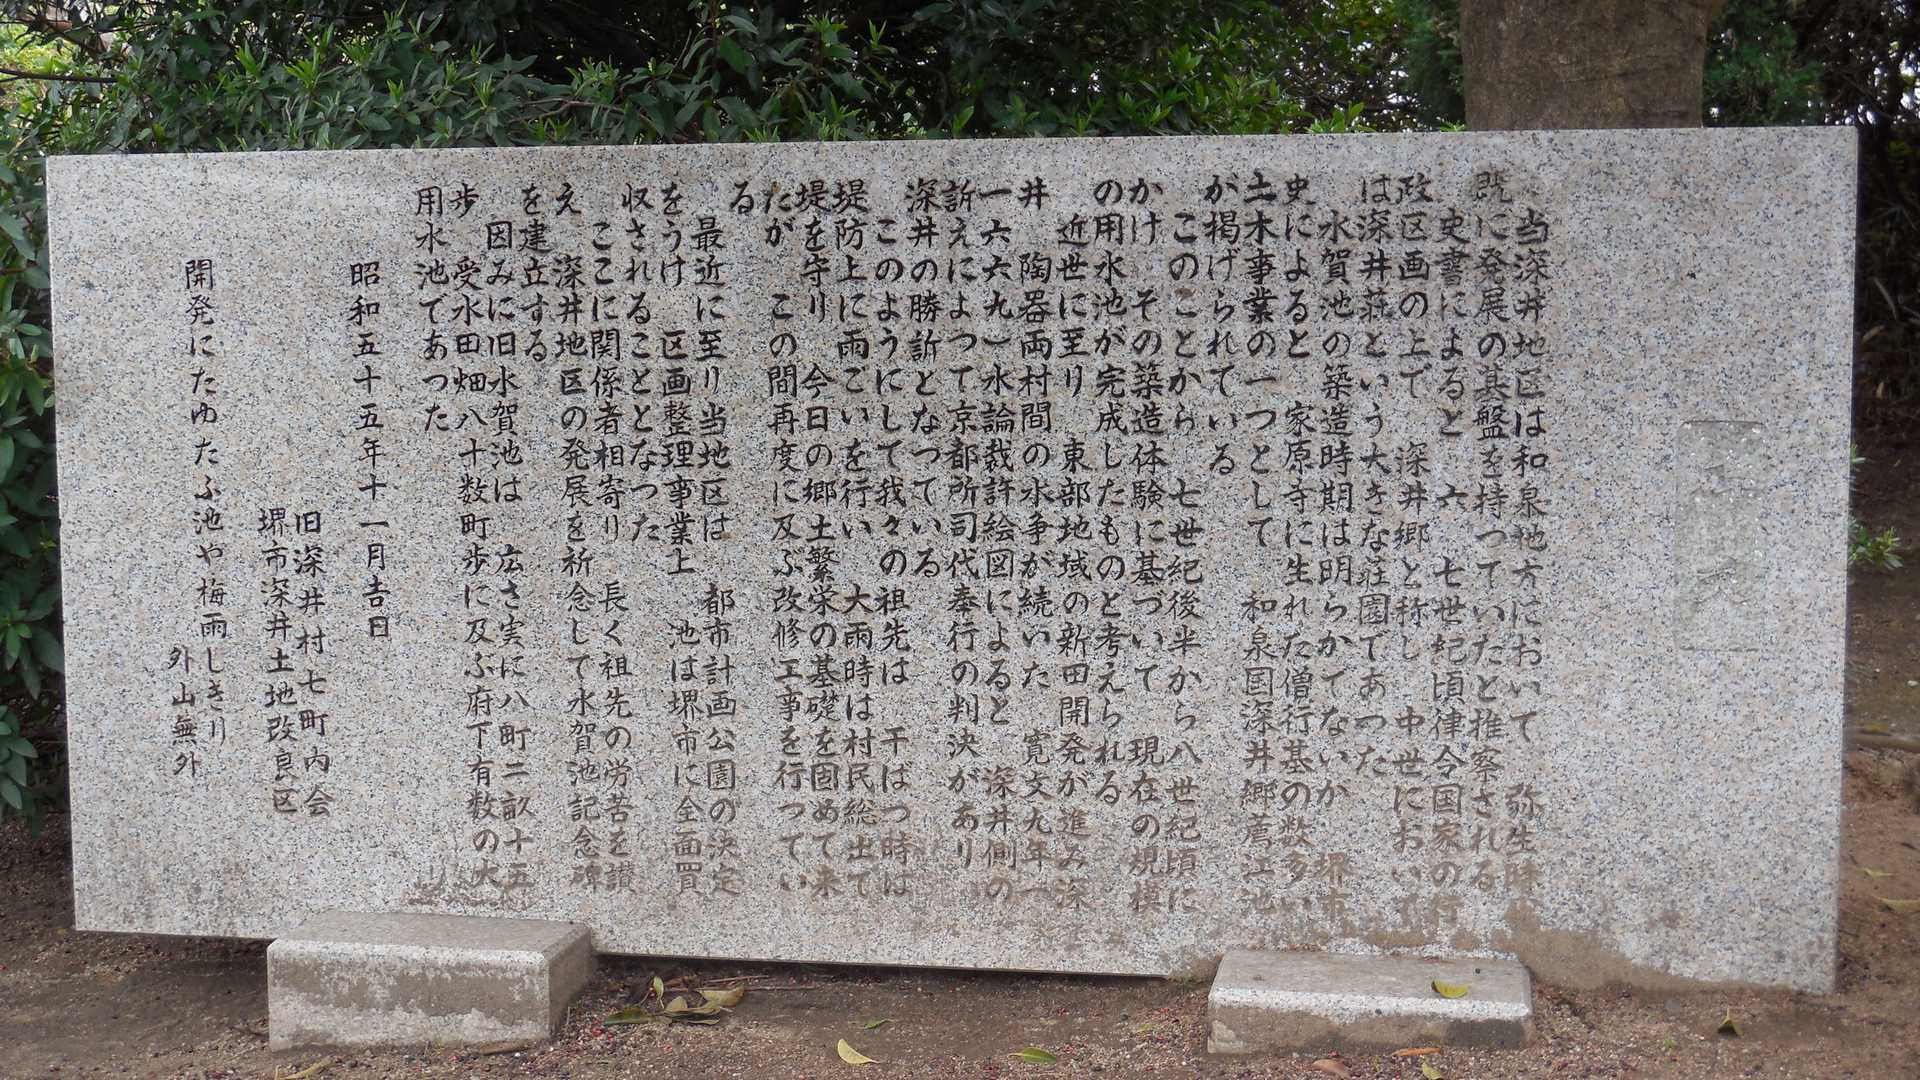 当深井地区は和泉地方において　弥生時
既に発展の基盤を持っていたと推察される
史書によると　六　七世紀頃律令国家の行
政区画の上で　深井郷と称し　中世において
は深井荘という大きな荘園であった
水賀池の築造時期は明らかでないが　堺市
史によると　家原寺に生れた僧行基の数多い
土木事業の一つとして　和泉国深井郷薦江池
が掲げられている
このことから　七世紀後半から八世紀頃に
かけ　その築造体験に基づいて　現在の規模
の用水池が完成したものと考えられる
近世に至り　東部地域の新田開発が進み深
井　陶器両村間の水争が続いた　寛文九年（
一六六九）水論裁許絵図によると　深井側の
訴えによって京都所司代奉行の判決があり
深井の勝訴となっている
このようにして我々の祖先は　干ばつ時は
堤防上に雨ごいを行い　大雨時は村民総出て
堤を守り　今日の郷土繁栄の基礎を固めて来
たが　この間再度に及ぶ改修工事を行ってい
る
最近に至り当地区は　都市計画公園の決定
をうけ　区画整理事業上　池は堺市に全面買
収されることとなった
ここに関係者相寄り　長く祖先の労苦を讃
え　深井地区の発展を祈念して水賀池記念碑
を建立する
因みに旧水賀池は　広さ実に八町二畝十五
歩　受水田畑八十数町歩に及ぶ府下有数の大
用水池であった
昭和五十五年十一月吉日
旧深井村七町内会
堺市深井土地改良区
開発にたゆたふ池や梅雨しきり
外山無外